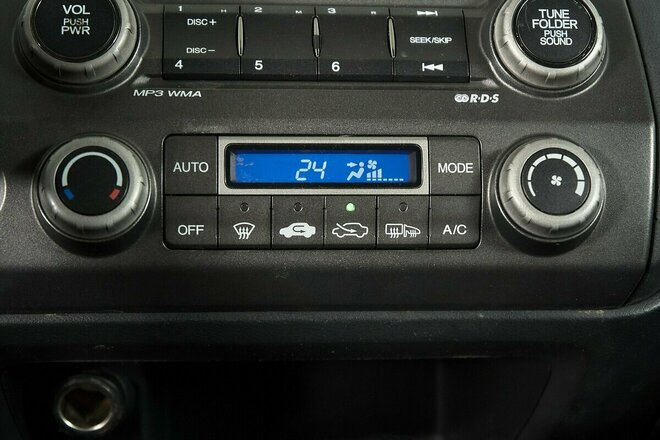 VOL
PUSH
PWR
1
2 M
3 R
DISC +
DISC –
SEEK/SKIP
4
5
6
TUNE
FOLDER
PUSH
SOUND
MP3 WMA
R·D·S
AUTO
24
MODE
OFF
A/C